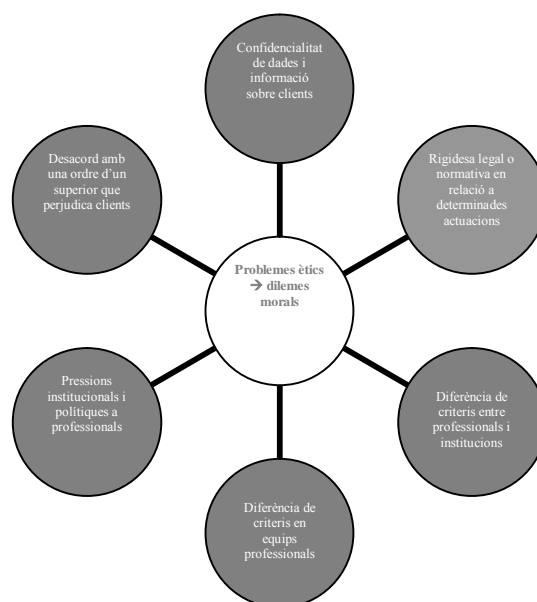 Confidencialitat
de dades i
informació
sobre clients
Desacord amb
una ordre d'un
superior que
perjudica clients
Rigidesa legal o
normativa en
relació a
determinades
actuacions
Problemes ètics
➔ dilemes
morals
Pressions
institucionals i
polítiques a
professionals
Diferència de
criteris entre
professionals i
institucions
Diferència de
criteris en
equips
professionals